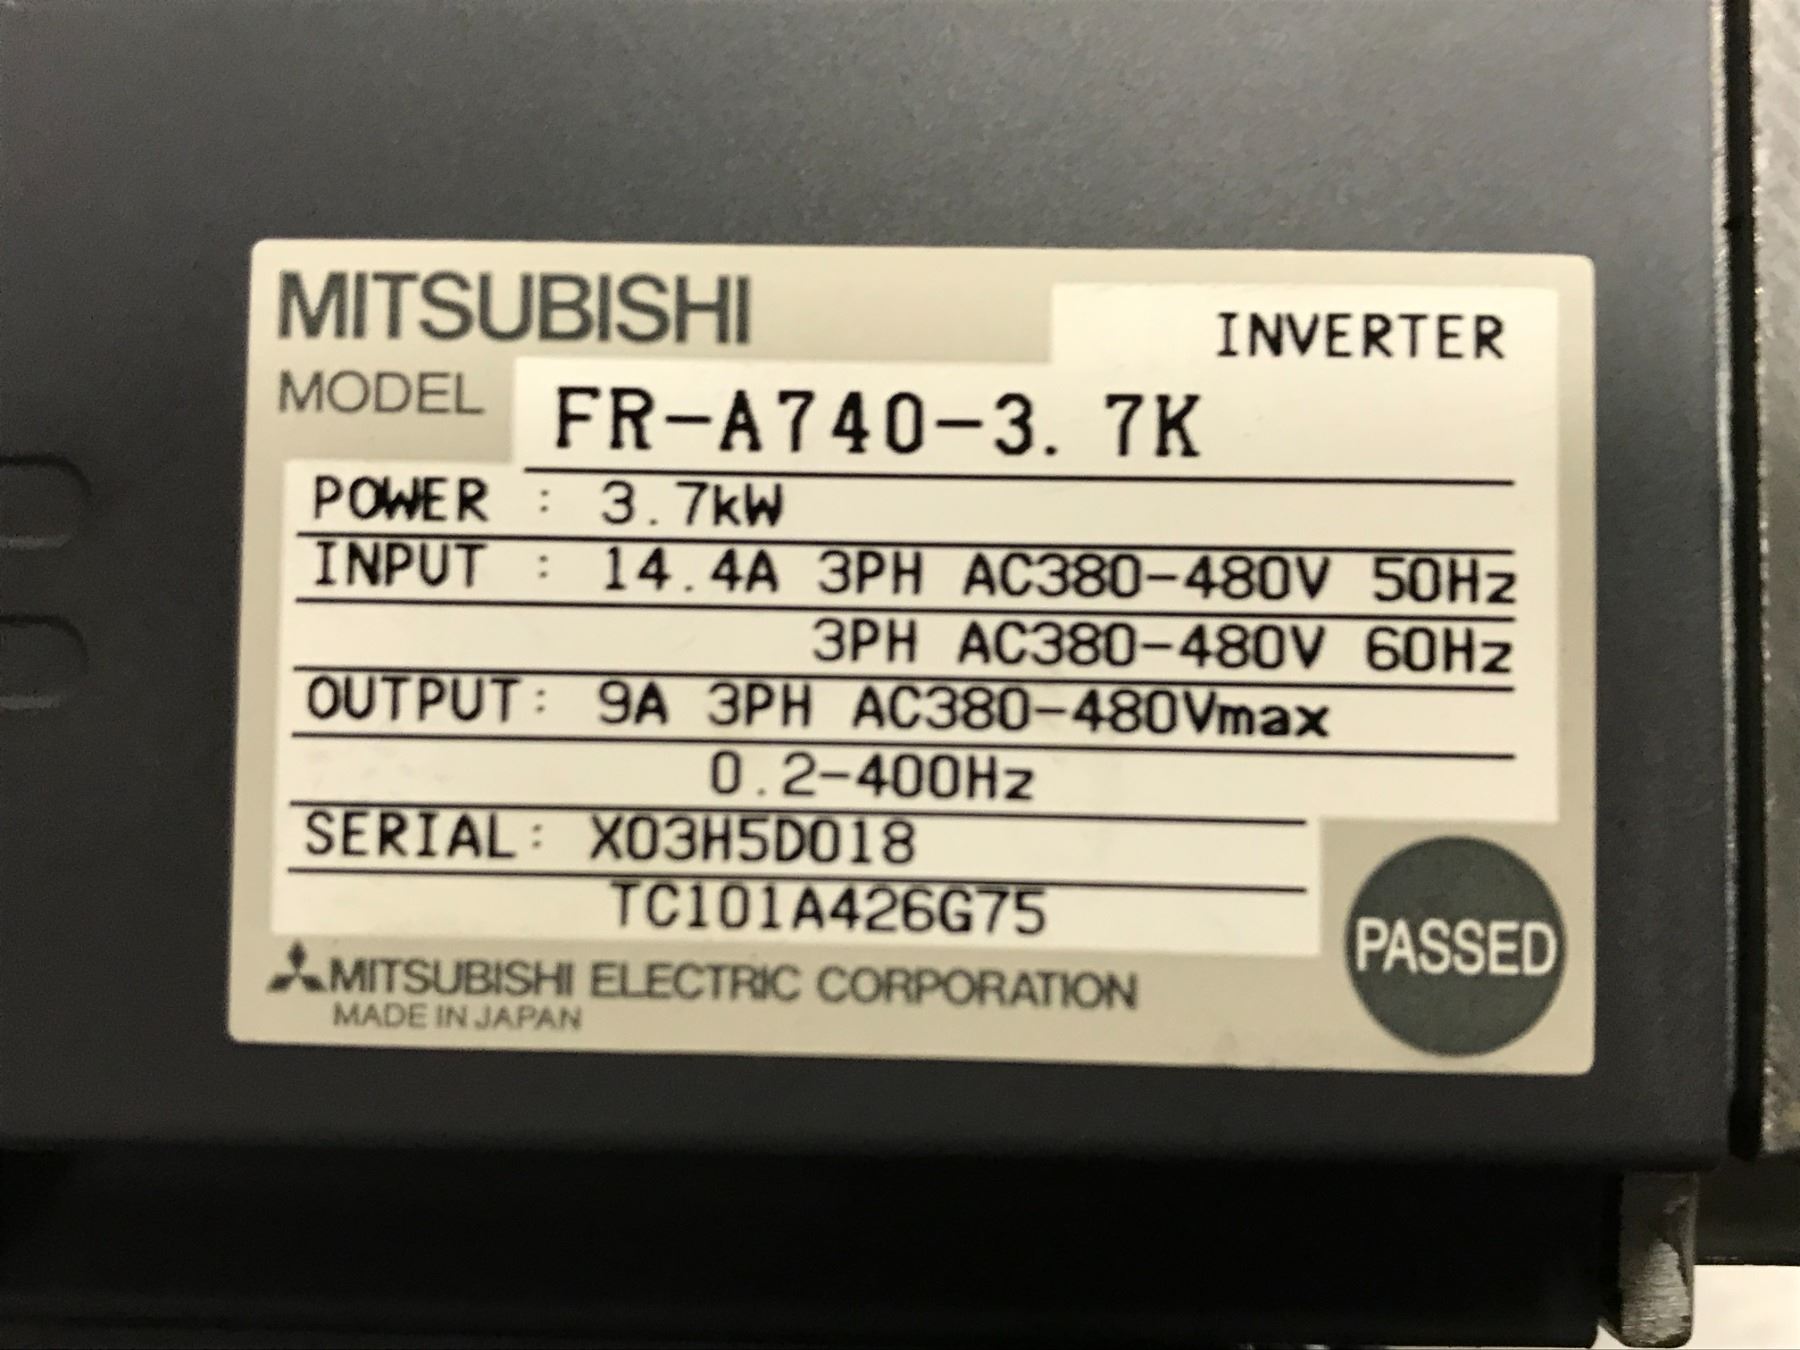 MITSUBISHI
INVERTER
MODEL FR-A740-3.7K
POWER : 3.7kW
INPUT : 14.4A 3PH AC380-480V 50Hz
3PH AC380-480V 60Hz
OUTPUT: 9A 3PH AC380-480Vmax
0.2-400Hz
SERIAL: X03H5D018
TC101A426G75
PASSED
MITSUBISHI ELECTRIC CORPORATION
MADE IN JAPAN